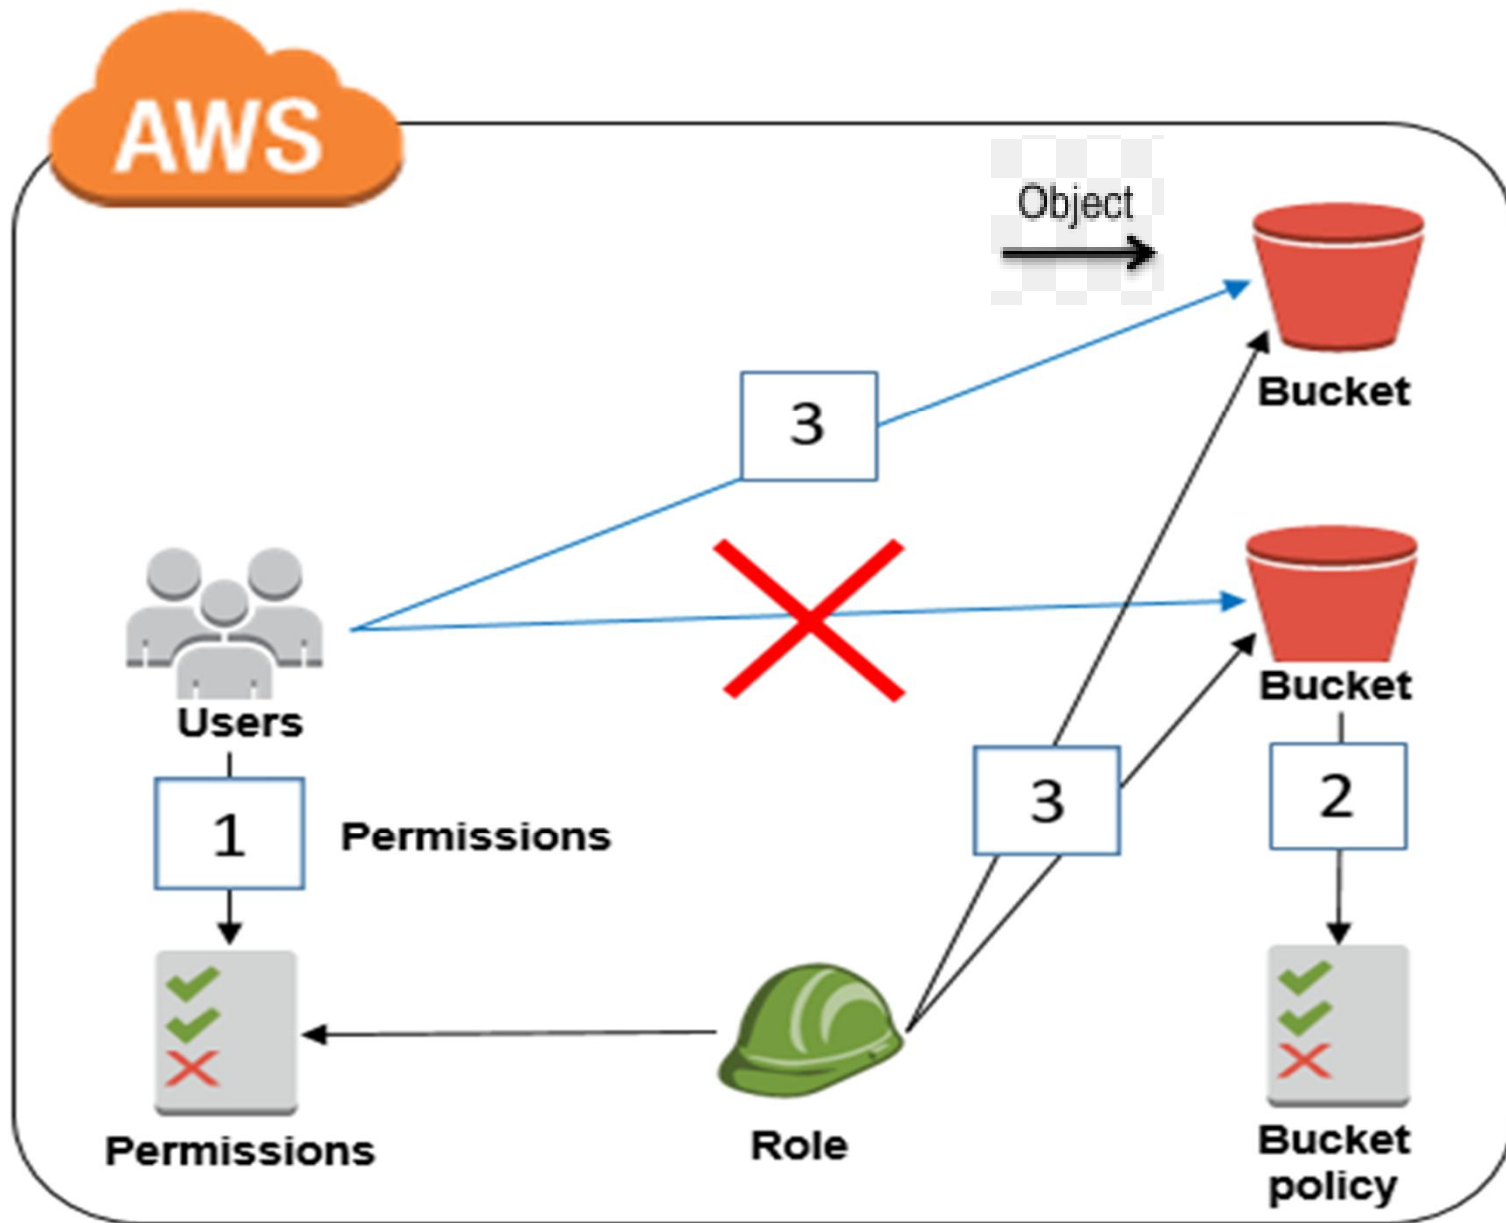 AWS
Object
Bucket
3
Bucket
Users
3
2
1
Permissions
Permissions
Role
Bucket
policy